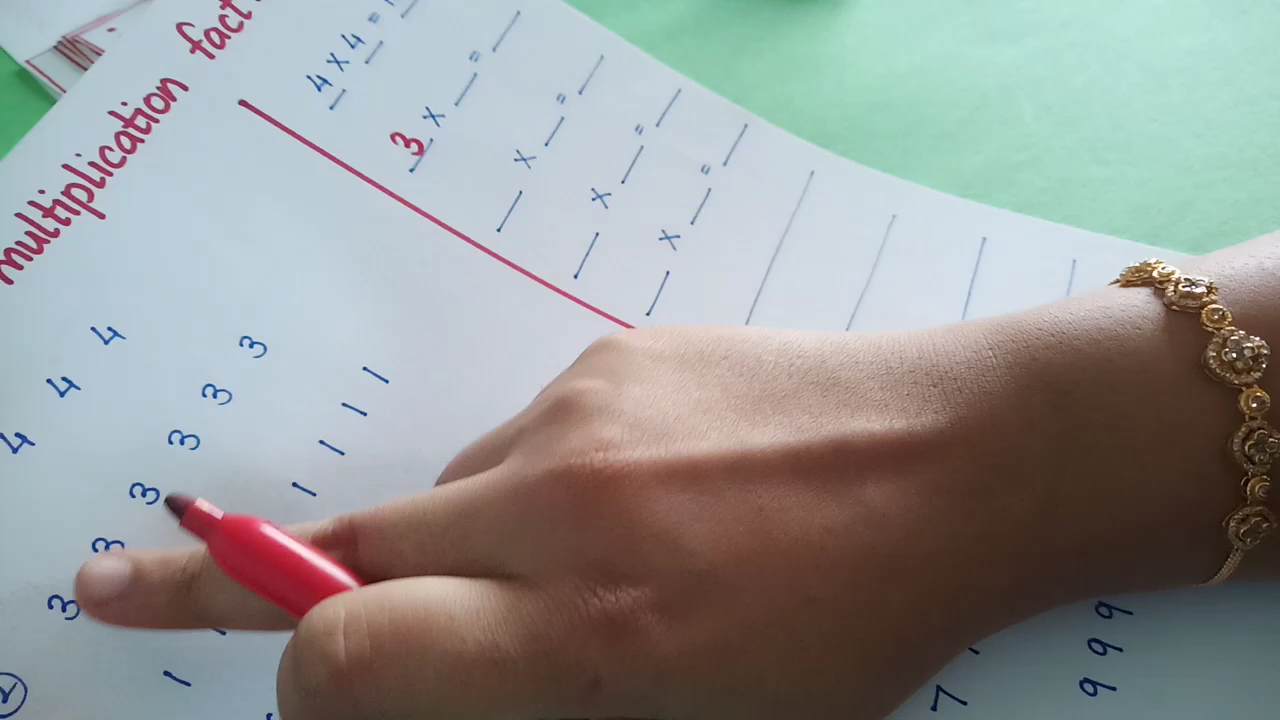 multiplication fact
4 4 4 4 x 4 =
② 3 3 3 3 3 3 3 x _ = _
1 1 1 1 1 _ x _ = _
_ x _ = _
_ x _ = _
7
9 9 9